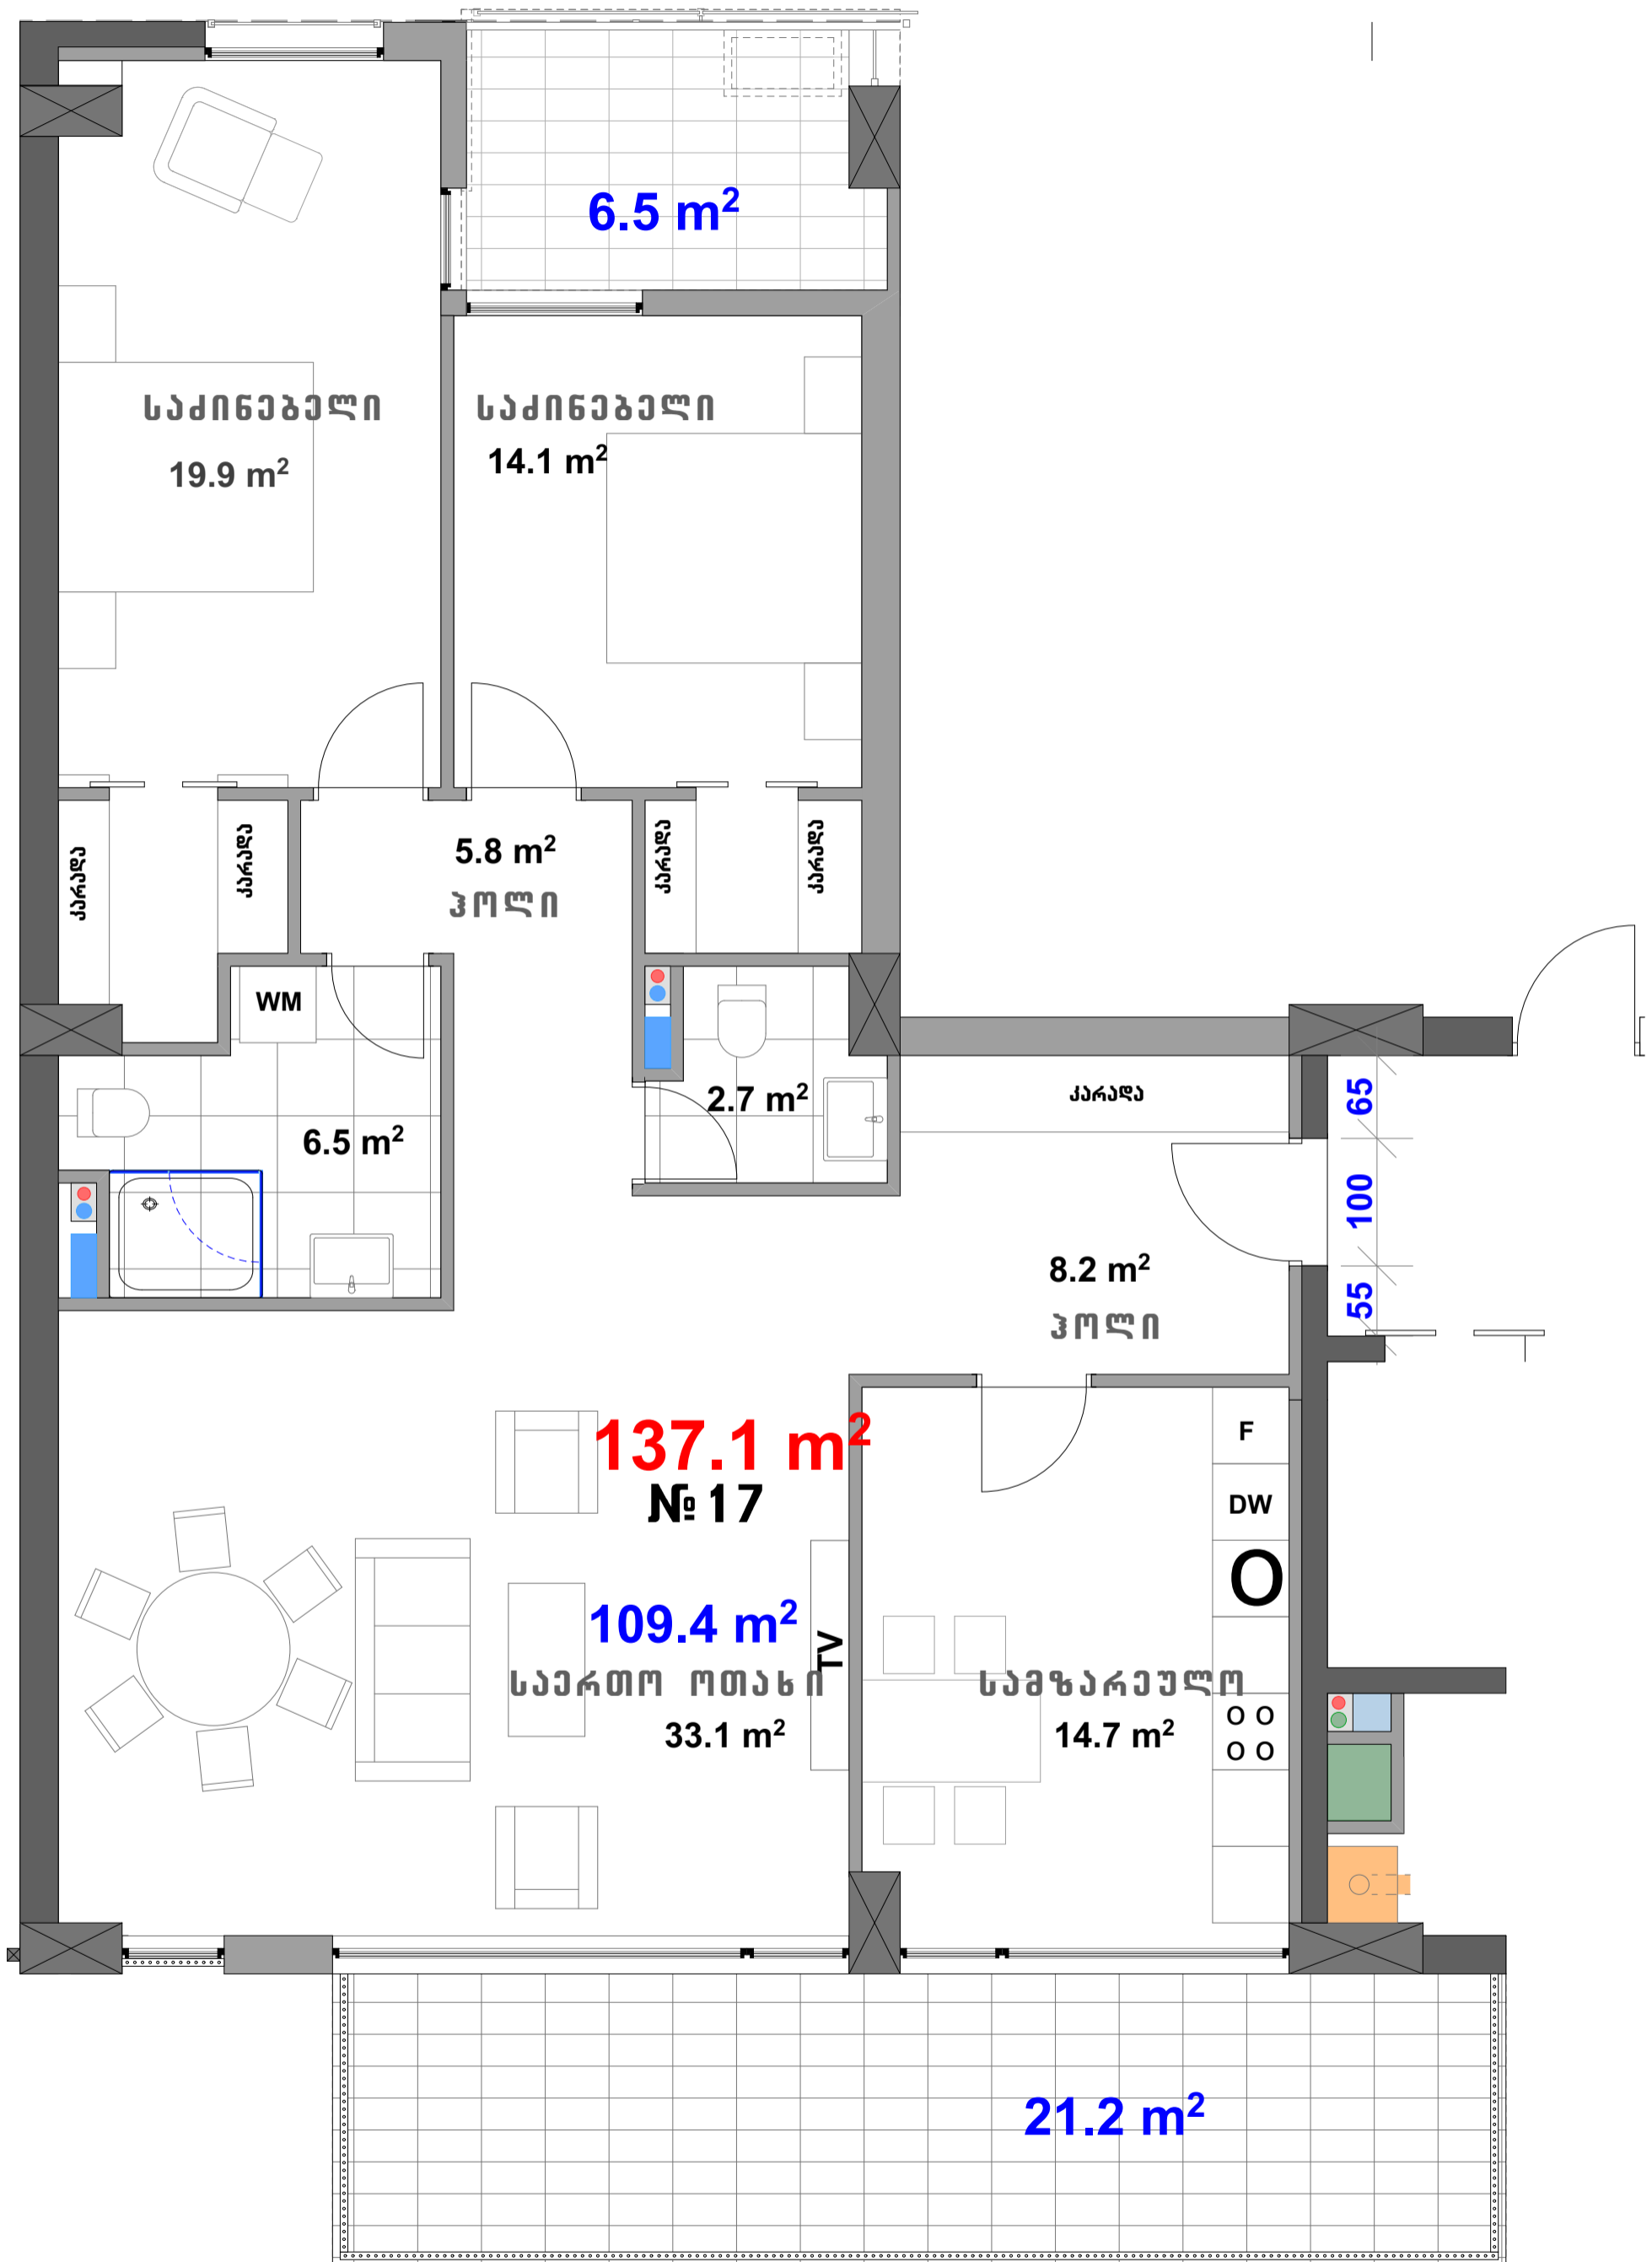 6.5 m²
საძინებელი
19.9 m²
საძინებელი
14.1 m²
5.8 m²
ჰოლი
კარადა
კარადა
კარადა
კარადა
WM
6.5 m²
2.7 m²
კარადა
65
100
55
8.2 m²
ჰოლი
137.1 m²
№17
109.4 m²
საერთო ოთახი
33.1 m²
TV
F
DW
O
სამზარეულო
14.7 m²
O O
O O
21.2 m²